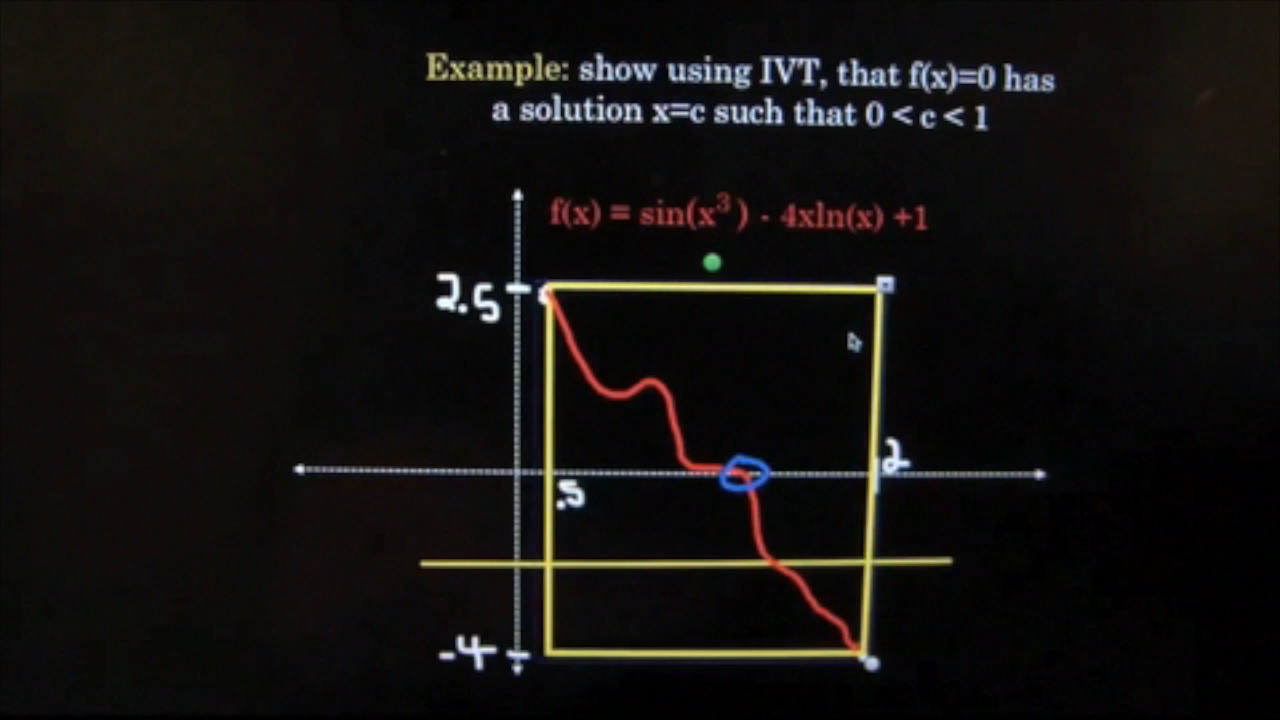 Example: show using IVT, that f(x)=0 has
a solution x=c such that 0 < c < 1
f(x) = sin(x³) - 4xln(x) +1
2.5
2
.5
-4